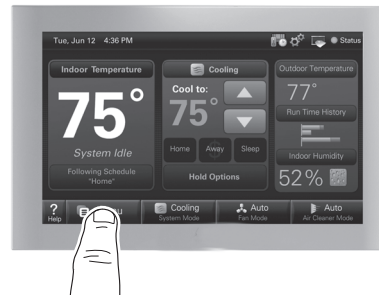 Tue, Jun 12 4:36 PM
Status
Indoor Temperature
75°
System Idle
Following Schedule
"Home"
Cooling
Cool to:
75°
Home Away Sleep
Hold Options
Outdoor Temperature
77°
Run Time History
Indoor Humidity
52%
?
Help
Cooling
System Mode
Auto
Fan Mode
Auto
Air Cleaner Mode